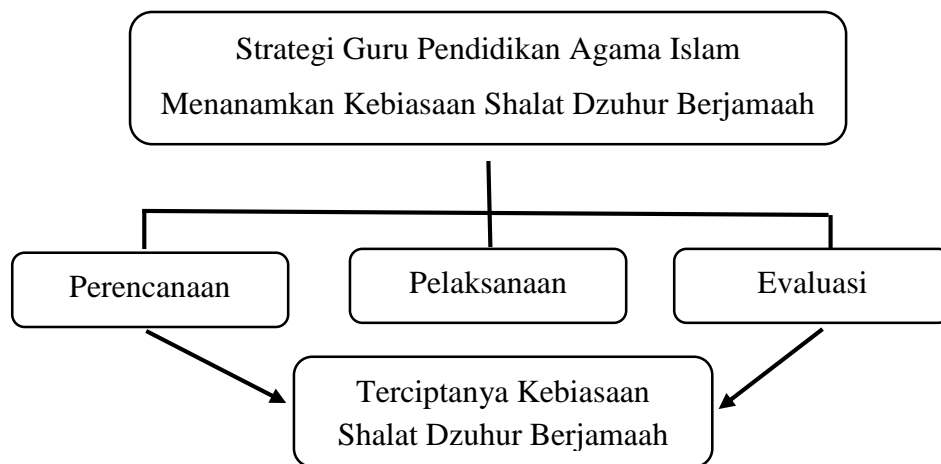 Strategi Guru Pendidikan Agama Islam
Menanamkan Kebiasaan Shalat Dzuhur Berjamaah
Perencanaan
Pelaksanaan
Evaluasi
Terciptanya Kebiasaan
Shalat Dzuhur Berjamaah